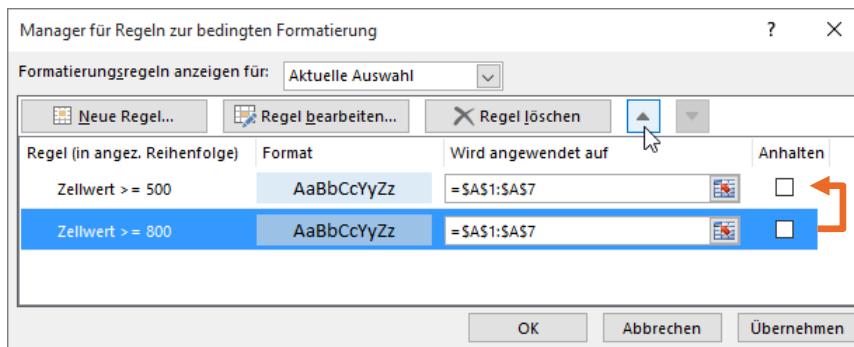 Manager für Regeln zur bedingten Formatierung ? ×
Formatierungsregeln anzeigen für: Aktuelle Auswahl
Neue Regel... Regel bearbeiten... Regel löschen
Regel (in angez. Reihenfolge) Format Wird angewendet auf Anhalten
Zellwert >= 500 AaBbCcYyZz =$A$1:$A$7
Zellwert >= 800 AaBbCcYyZz =$A$1:$A$7
OK Abbrechen Übernehmen